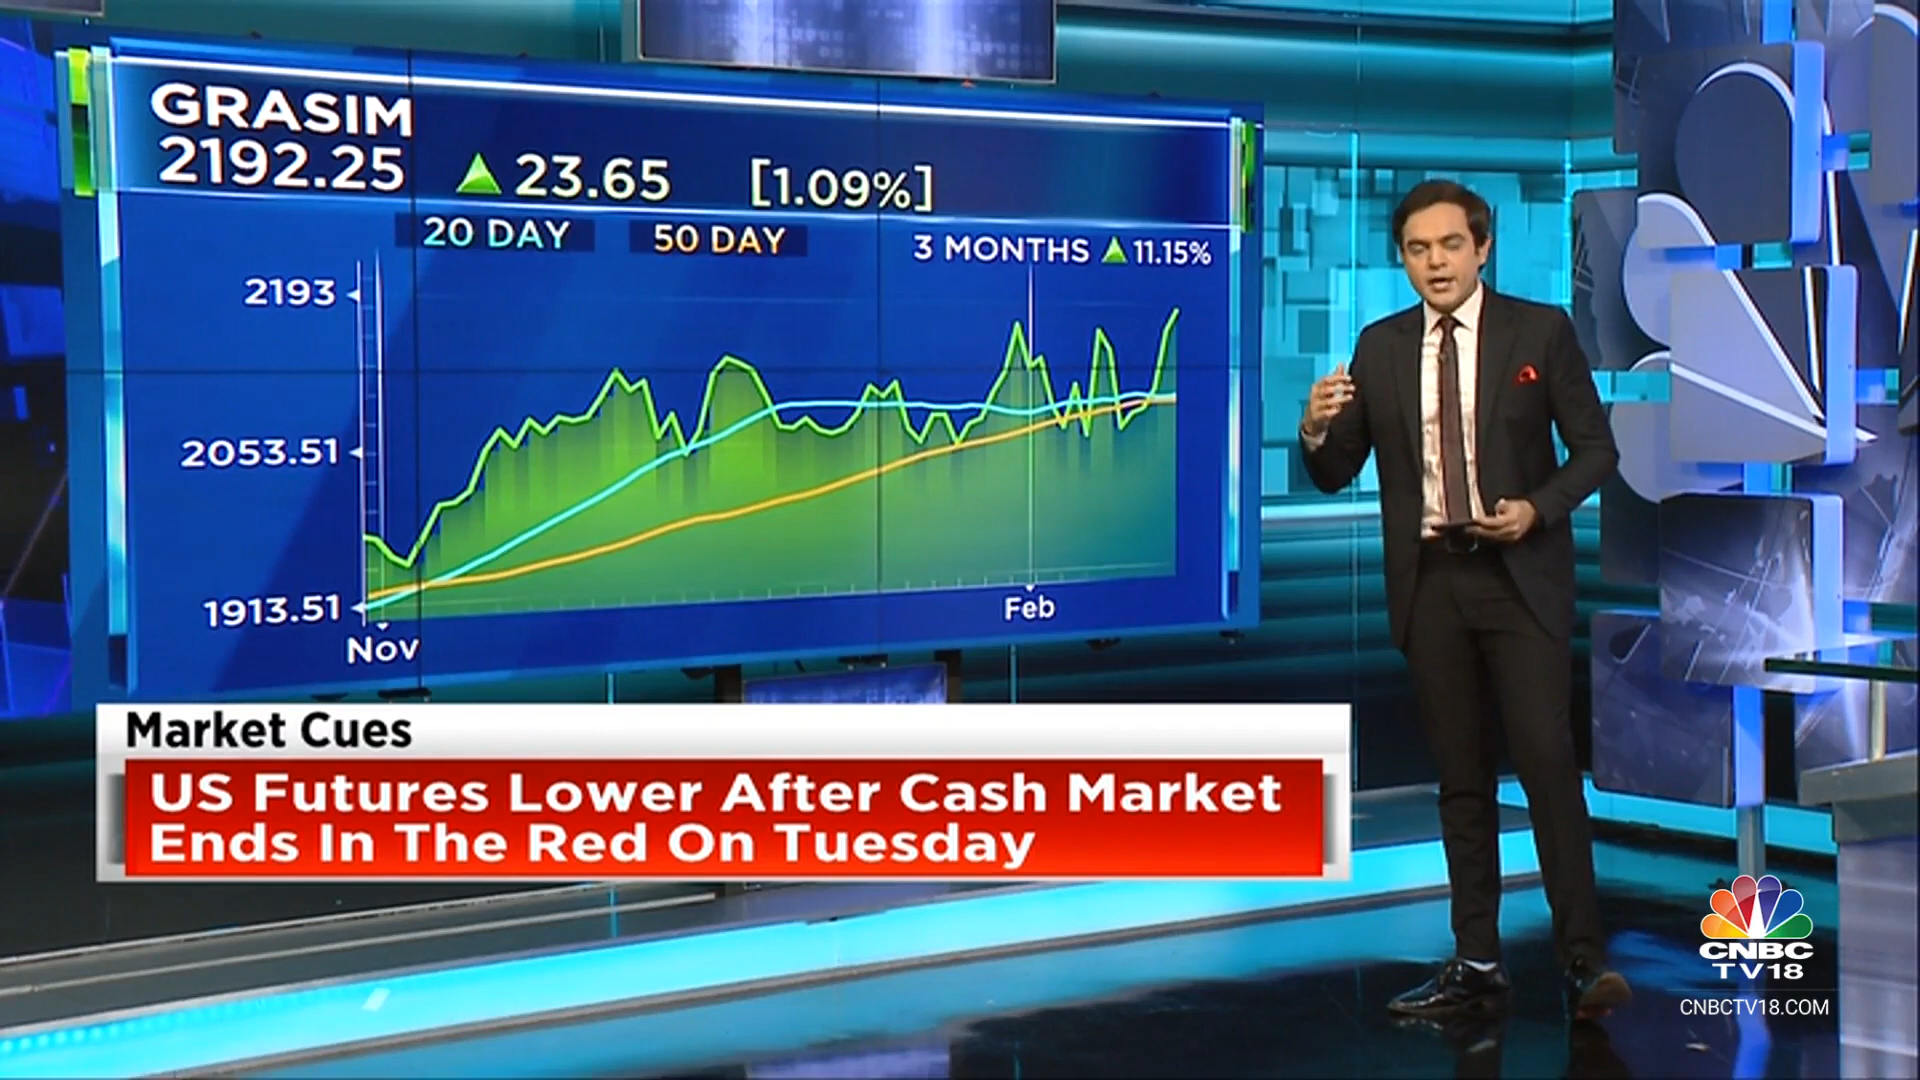 GRASIM
2192.25 ▲ 23.65 [1.09%]
20 DAY 50 DAY 3 MONTHS ▲ 11.15%
2193
2053.51
1913.51
Nov
Feb
Market Cues
US Futures Lower After Cash Market
Ends In The Red On Tuesday
CNBC
TV18
CNBCTV18.COM